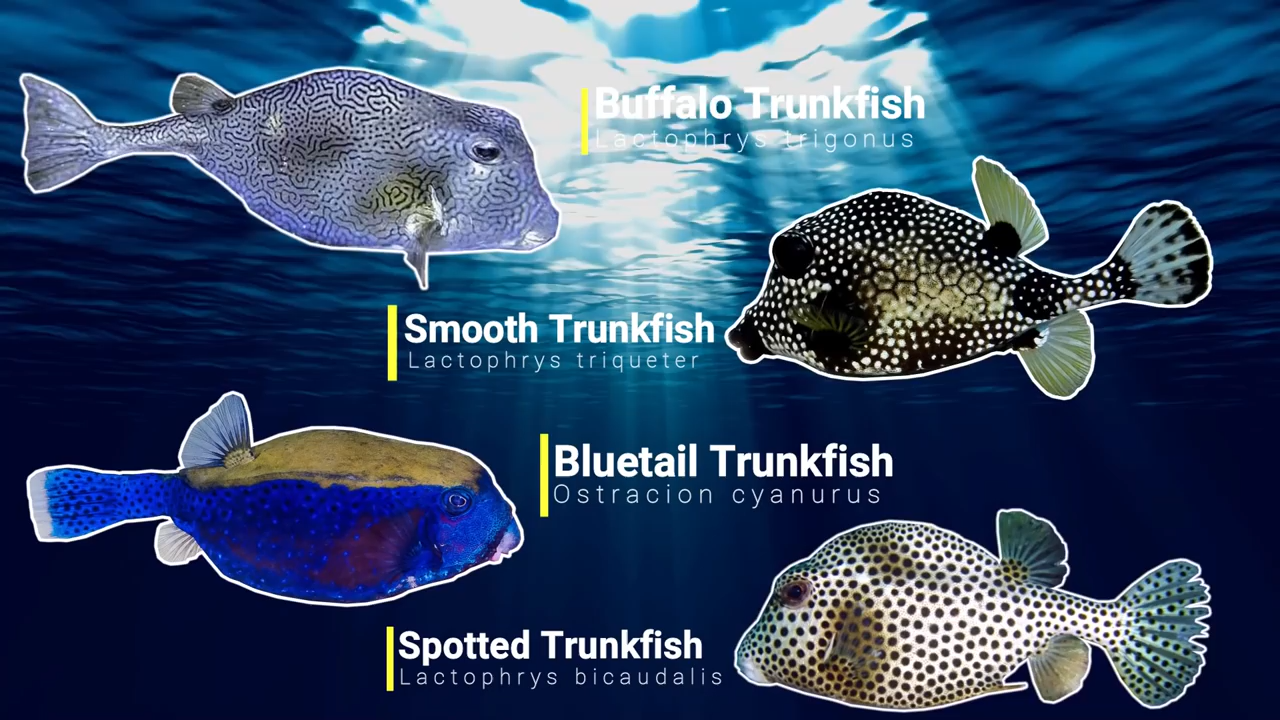 Buffalo Trunkfish
Lactophrys trigonus
Smooth Trunkfish
Lactophrys triqueter
Bluetail Trunkfish
Ostracion cyanurus
Spotted Trunkfish
Lactophrys bicaudalis